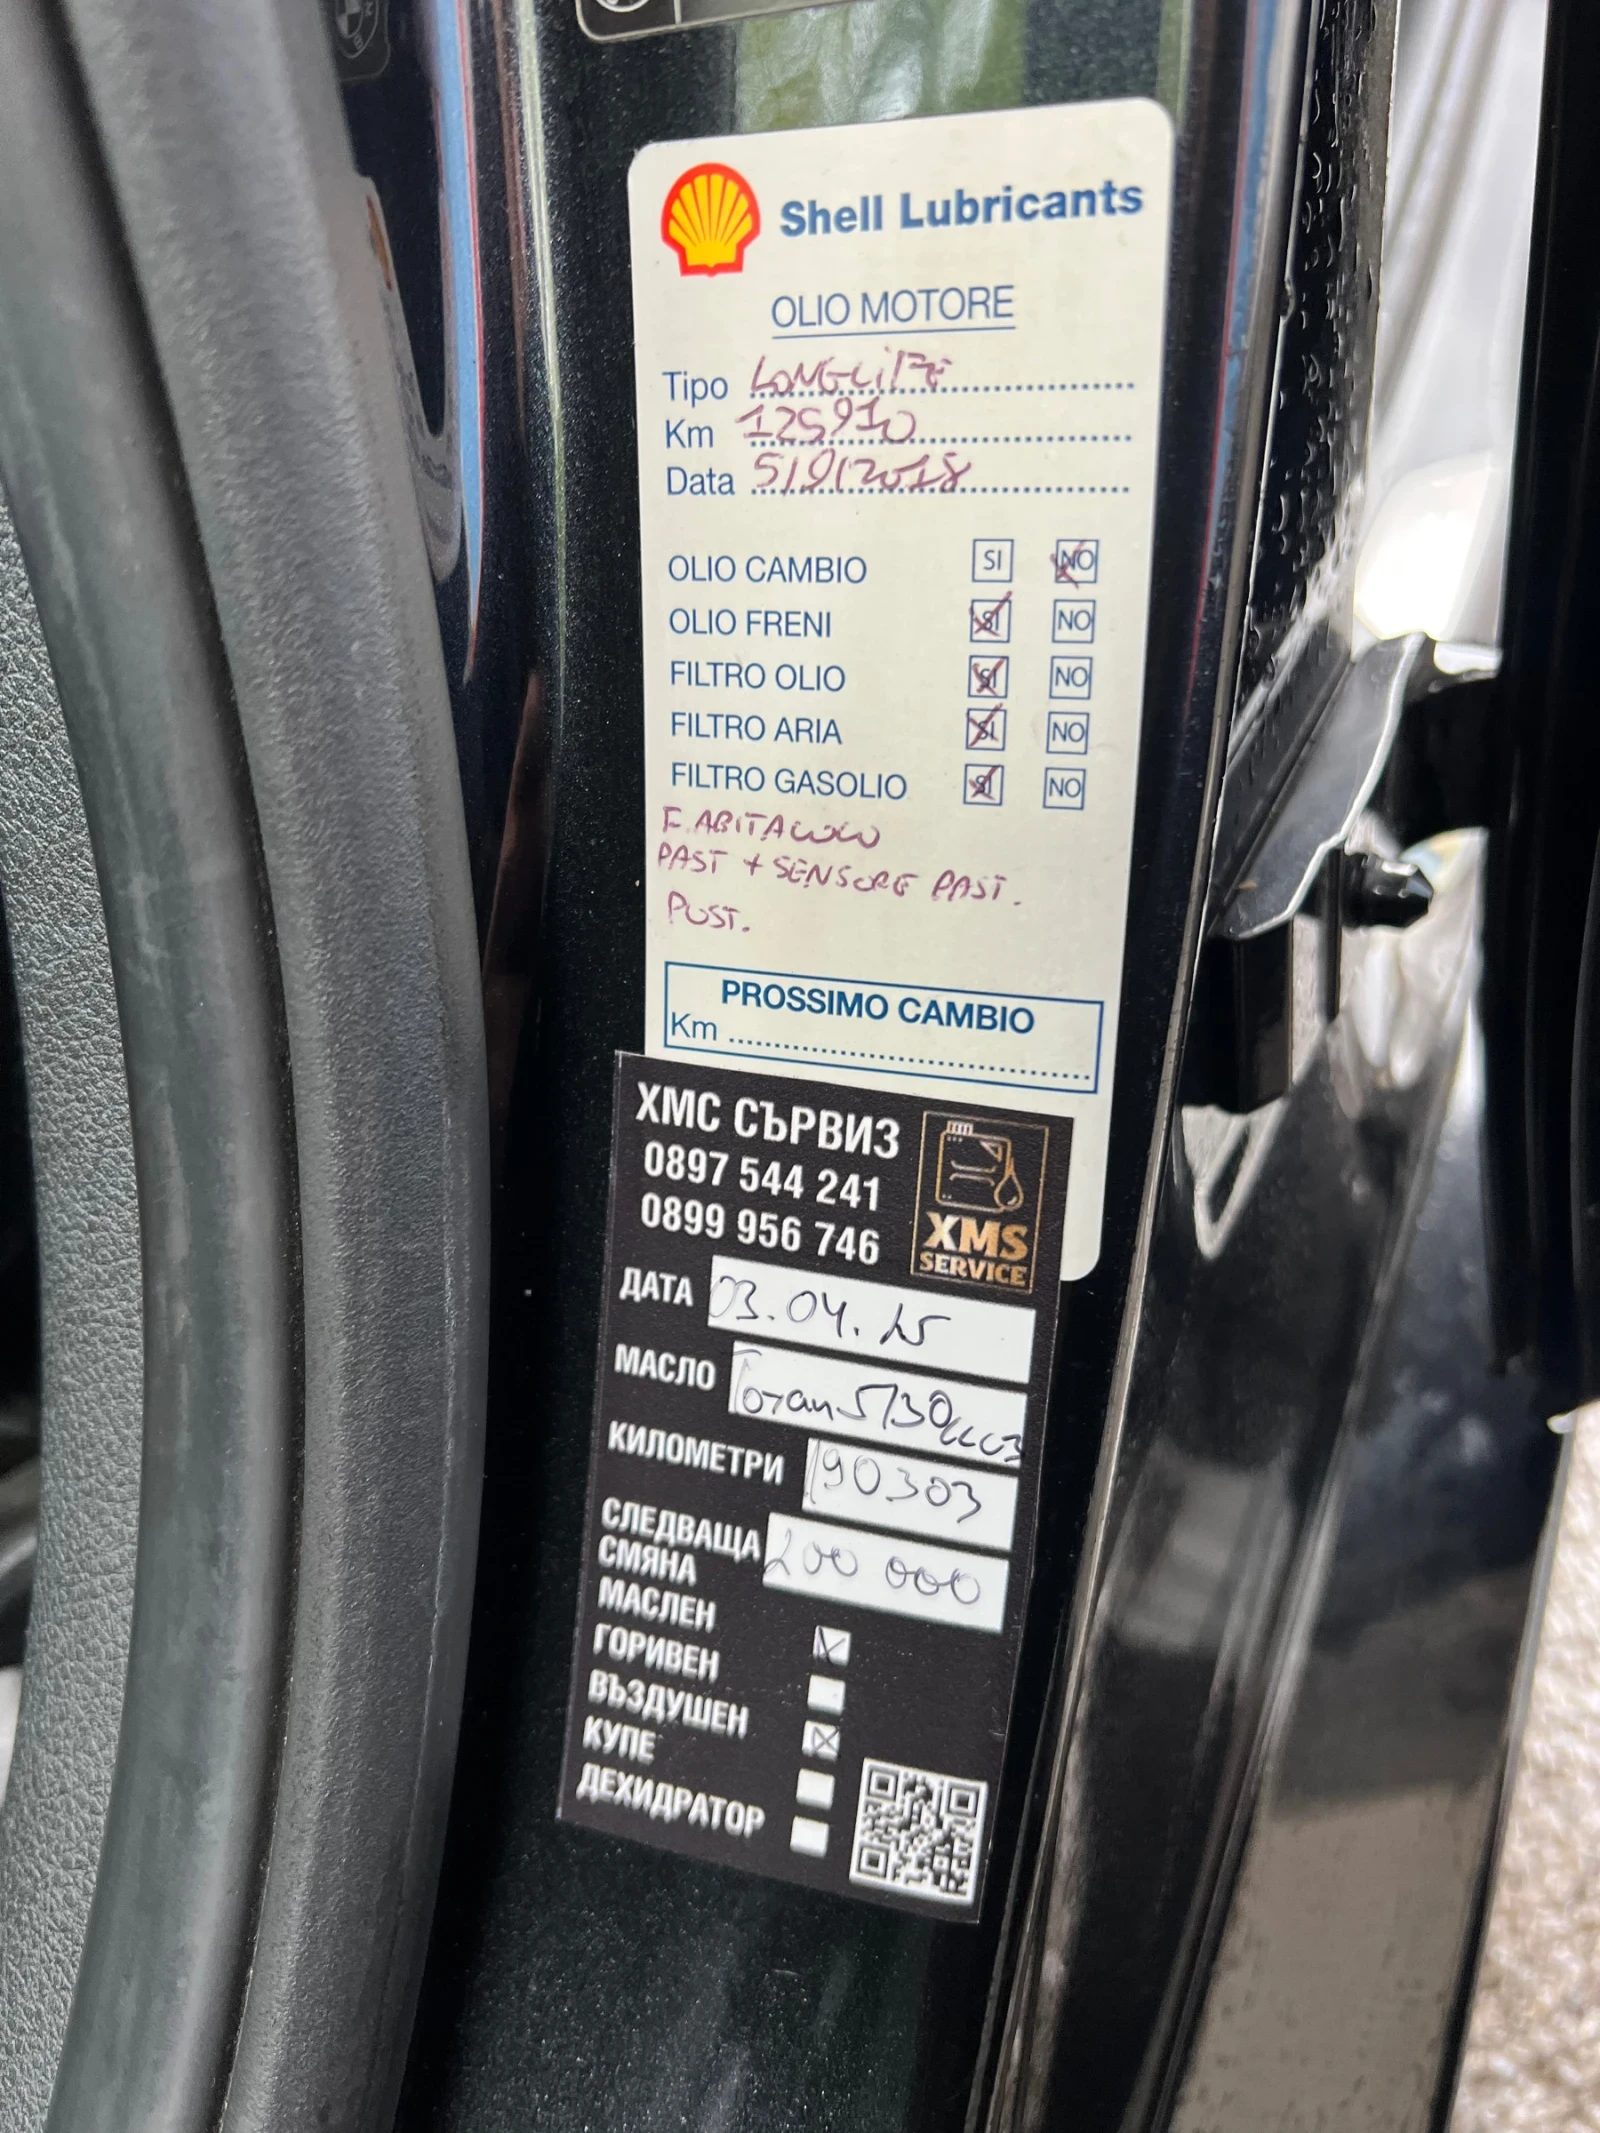 Shell Lubricants
OLIO MOTORE
Tipo LONGLIFE
Km 125910
Data 5/9/2018
OLIO CAMBIO SI NO
OLIO FRENI SI NO
FILTRO OLIO SI NO
FILTRO ARIA SI NO
FILTRO GASOLIO SI NO
F. ABITACOLO
PAST + SENSORE PAST.
POST.
PROSSIMO CAMBIO
Km
ХМС СЪРВИЗ
0897 544 241
0899 956 746
XMS
SERVICE
ДАТА 03.04.25
МАСЛО Тотал 5/30
КИЛОМЕТРИ 190303
СЛЕДВАЩА
СМЯНА 200 000
МАСЛЕН
ГОРИВЕН
ВЪЗДУШЕН
КУПЕ
ДЕХИДРАТОР